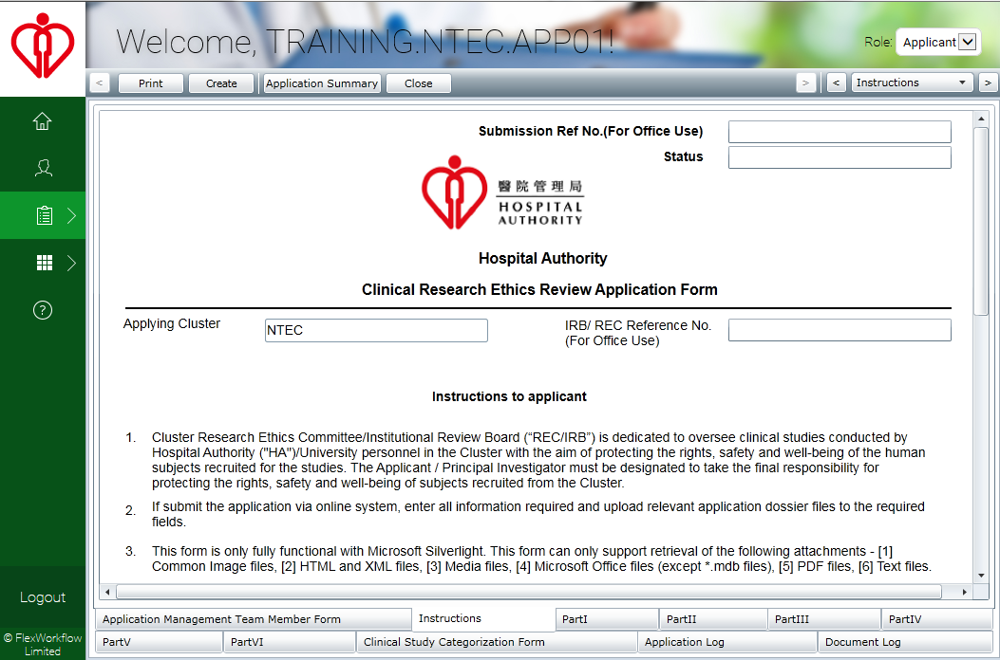 Welcome, TRAINING.NTEC.APP01!
Role: Applicant
< Print Create Application Summary Close > < Instructions >
Submission Ref No.(For Office Use)
Status
醫院管理局
HOSPITAL
AUTHORITY
Hospital Authority
Clinical Research Ethics Review Application Form
Applying Cluster NTEC IRB/ REC Reference No.
(For Office Use)
Instructions to applicant
1. Cluster Research Ethics Committee/Institutional Review Board (“REC/IRB”) is dedicated to oversee clinical studies conducted by
Hospital Authority ("HA")/University personnel in the Cluster with the aim of protecting the rights, safety and well-being of the human
subjects recruited for the studies. The Applicant / Principal Investigator must be designated to take the final responsibility for
protecting the rights, safety and well-being of subjects recruited from the Cluster.
2. If submit the application via online system, enter all information required and upload relevant application dossier files to the required
fields.
3. This form is only fully functional with Microsoft Silverlight. This form can only support retrieval of the following attachments - [1]
Common Image files, [2] HTML and XML files, [3] Media files, [4] Microsoft Office files (except *.mdb files), [5] PDF files, [6] Text files.
Logout
© FlexWorkflow
Limited
Application Management Team Member Form Instructions PartI PartII PartIII PartIV
PartV PartVI Clinical Study Categorization Form Application Log Document Log